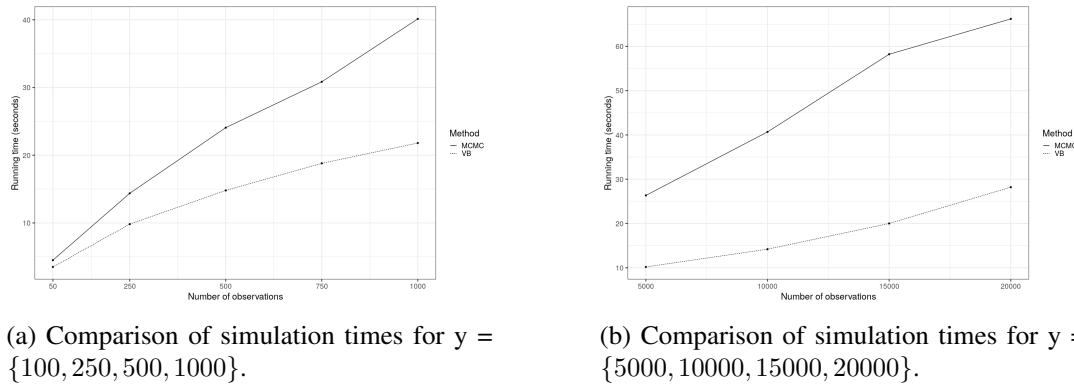 40
30
20
10
Running time (seconds)
50 250 500 750 1000
Number of observations
Method
MCMC
VB
(a) Comparison of simulation times for y =
{100, 250, 500, 1000}.
60
50
40
30
20
10
Running time (seconds)
5000 10000 15000 20000
Number of observations
Method
MCMC
VB
(b) Comparison of simulation times for y =
{5000, 10000, 15000, 20000}.